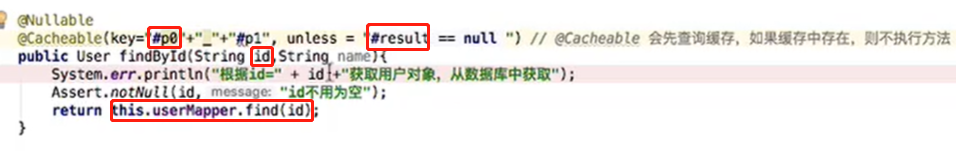 @Nullable
@Cacheable(key="#p0"+"_"+"#p1", unless = "#result == null ") // @Cacheable 会先查询缓存，如果缓存中存在，则不执行方法
public User findById(String id,String name){
System.err.println("根据id=" + id +"获取用户对象，从数据库中获取");
Assert.notNull(id, message: "id不用为空");
return this.userMapper.find(id);
}